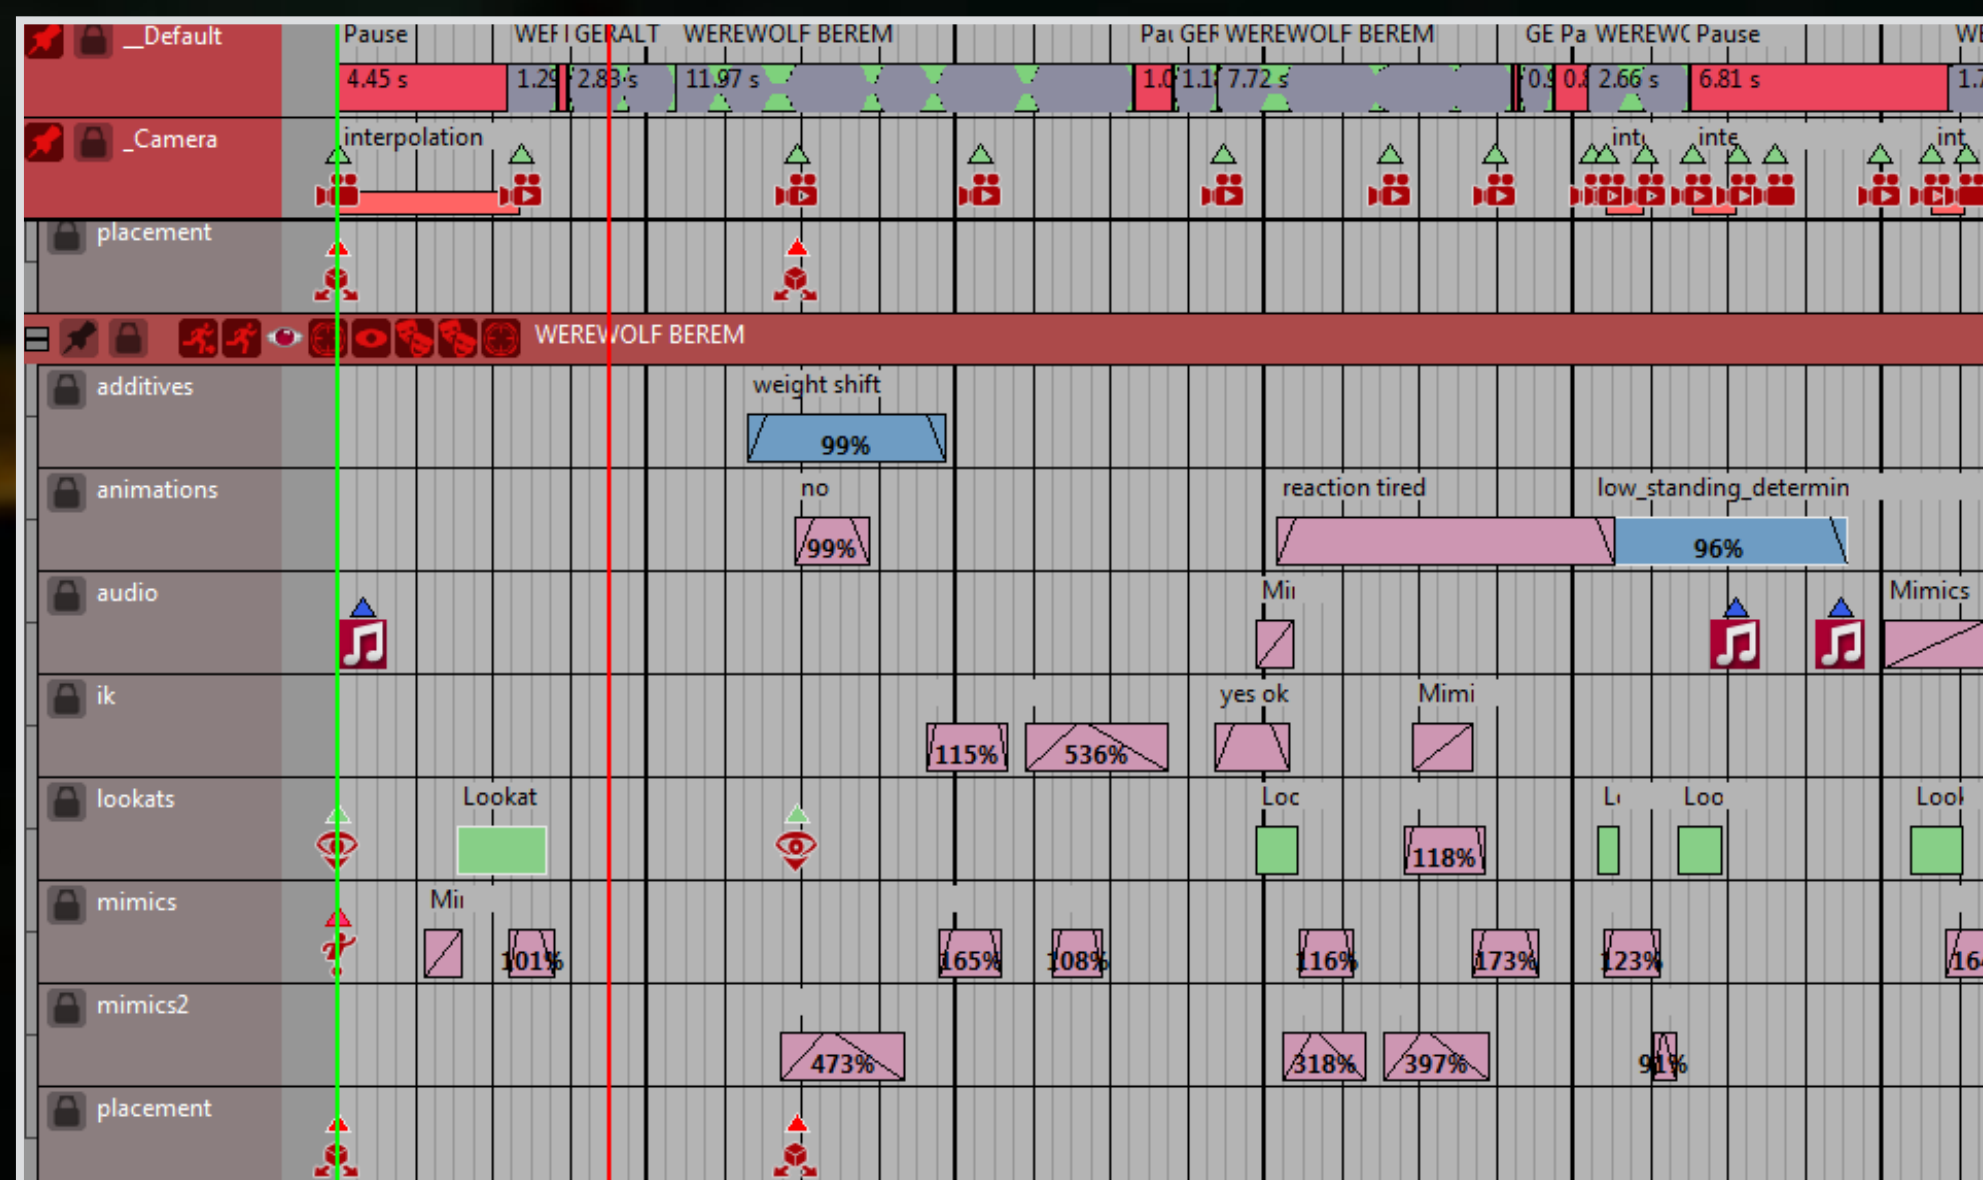 __Default Pause GERALT WEREWOLF BEREM WEREWOLF BEREM Pause
4.45 s 2.83 s 11.97 s 7.72 s 2.66 s 6.81 s
_Camera interpolation
placement
WEREWOLF BEREM
additives weight shift
99%
animations no reaction tired low_standing_determin
99% 96%
audio Mimics
ik yes ok Mimi
115% 536%
lookats Lookat
118%
mimics
101% 165% 108% 116% 173% 123%
mimics2
473% 318% 397% 91%
placement